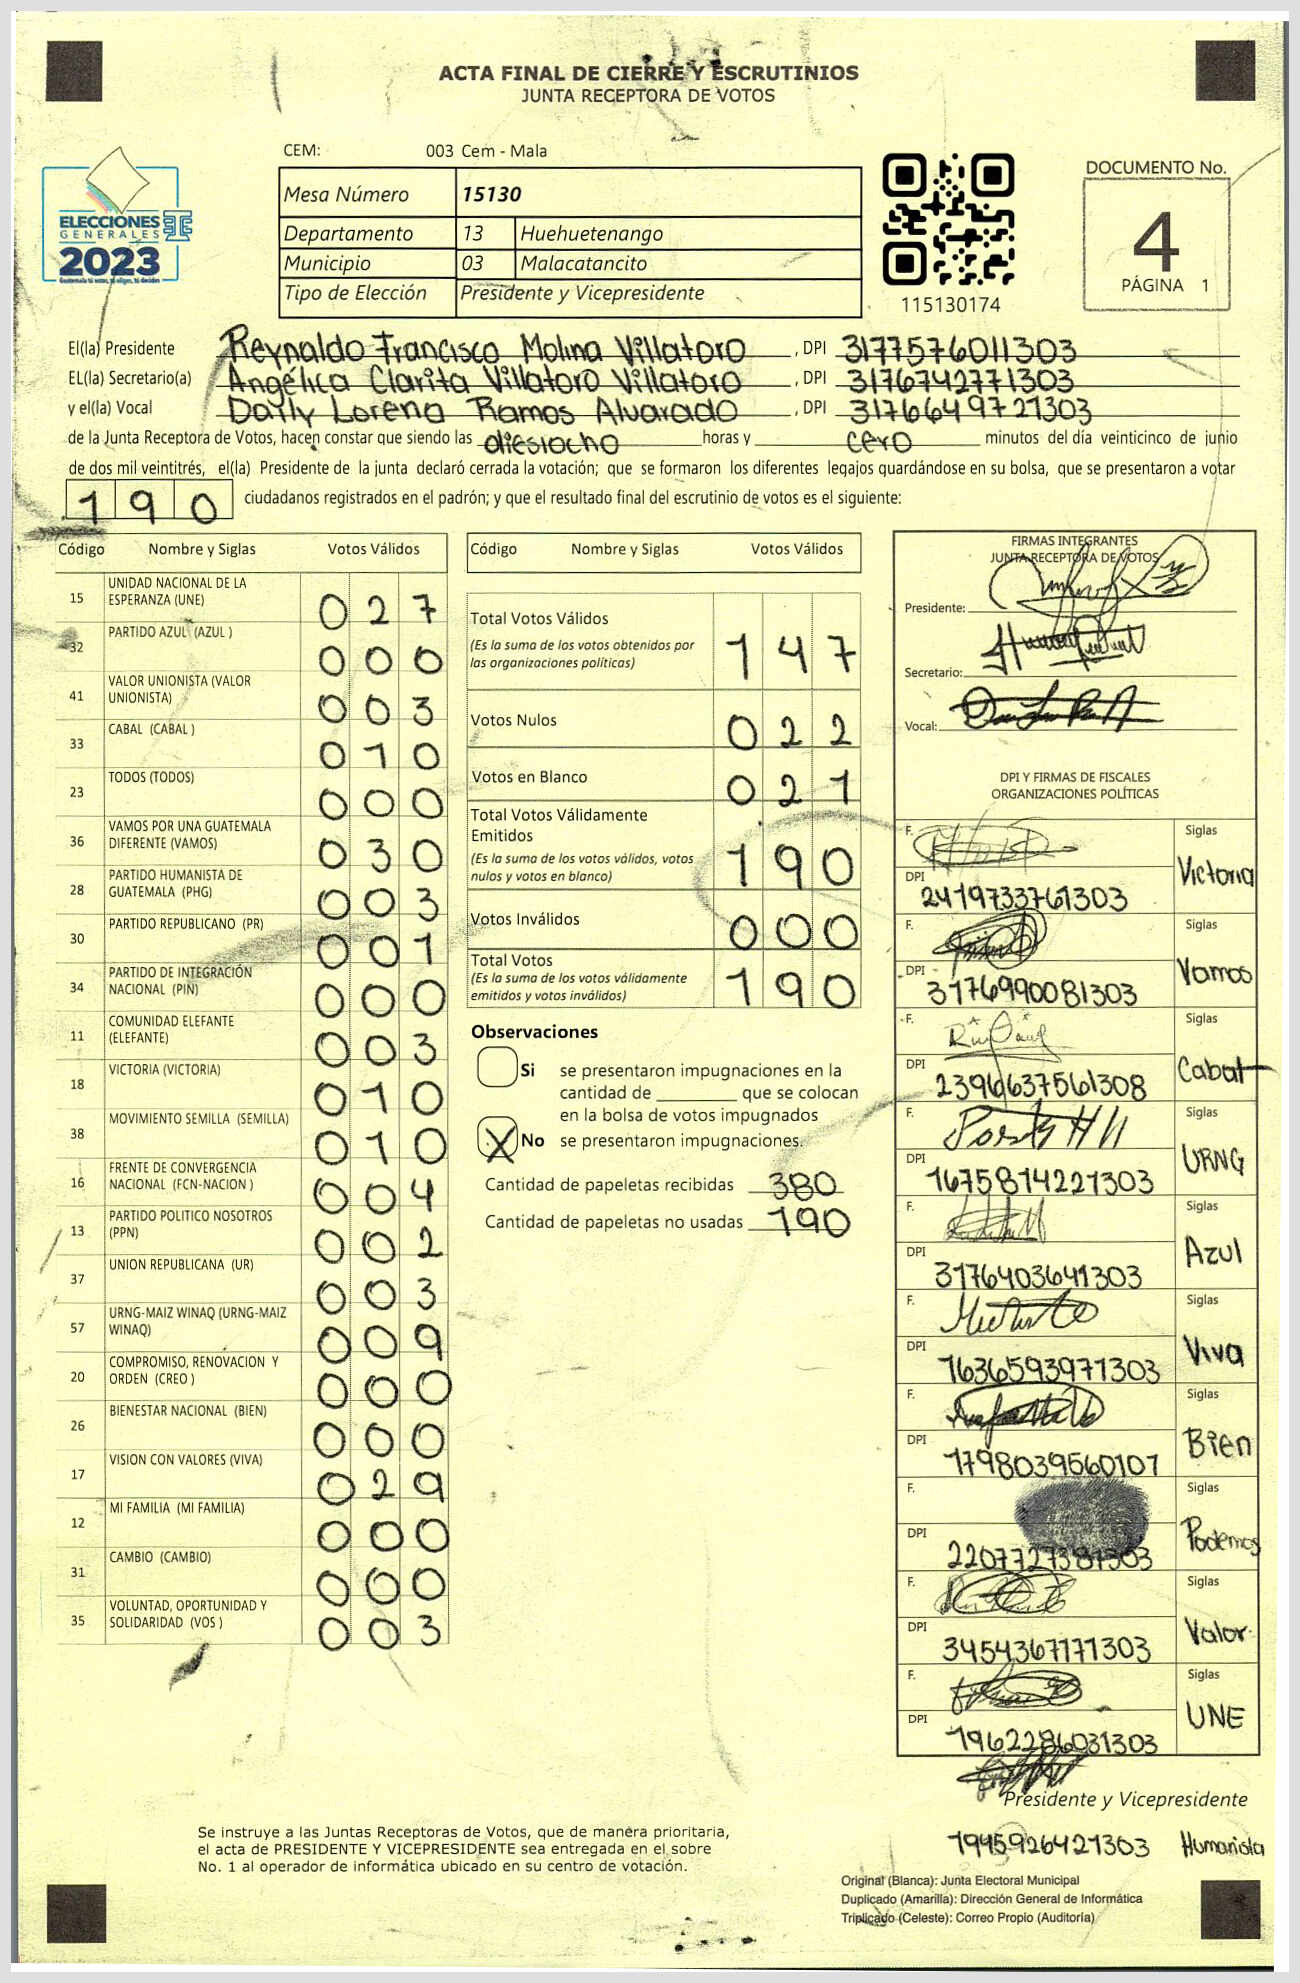 ACTA FINAL DE CIERRE Y ESCRUTINIOS
JUNTA RECEPTORA DE VOTOS
CEM: 003 Cem - Mala
Mesa Número 15130
Departamento 13 Huehuetenango
Municipio 03 Malacatancito
Tipo de Elección Presidente y Vicepresidente
ELECCIONES
GENERALES
2023
115130174
DOCUMENTO No.
4
PÁGINA 1
El(la) Presidente Reynaldo Francisco Molina Villatoro , DPI 3177576011303
EL(la) Secretario(a) Angélica Clarita Villatoro Villatoro , DPI 3176742771303
y el(la) Vocal Daily Lorena Ramos Alvarado , DPI 3176649721303
de la Junta Receptora de Votos, hacen constar que siendo las diesiocho horas y cero minutos del día veinticinco de junio
de dos mil veintitrés, el(la) Presidente de la junta declaró cerrada la votación; que se formaron los diferentes legajos quardándose en su bolsa, que se presentaron a votar
190 ciudadanos registrados en el padrón; y que el resultado final del escrutinio de votos es el siguiente:
Código Nombre y Siglas Votos Válidos
15 UNIDAD NACIONAL DE LA ESPERANZA (UNE) 027
32 PARTIDO AZUL (AZUL ) 000
41 VALOR UNIONISTA (VALOR UNIONISTA) 003
33 CABAL (CABAL ) 010
23 TODOS (TODOS) 000
36 VAMOS POR UNA GUATEMALA DIFERENTE (VAMOS) 030
28 PARTIDO HUMANISTA DE GUATEMALA (PHG) 003
30 PARTIDO REPUBLICANO (PR) 001
34 PARTIDO DE INTEGRACIÓN NACIONAL (PIN) 000
11 COMUNIDAD ELEFANTE (ELEFANTE) 003
18 VICTORIA (VICTORIA) 010
38 MOVIMIENTO SEMILLA (SEMILLA) 010
16 FRENTE DE CONVERGENCIA NACIONAL (FCN-NACION ) 004
13 PARTIDO POLITICO NOSOTROS (PPN) 002
37 UNION REPUBLICANA (UR) 003
57 URNG-MAIZ WINAQ (URNG-MAIZ WINAQ) 009
20 COMPROMISO, RENOVACION Y ORDEN (CREO ) 000
26 BIENESTAR NACIONAL (BIEN) 000
17 VISION CON VALORES (VIVA) 029
12 MI FAMILIA (MI FAMILIA) 000
31 CAMBIO (CAMBIO) 000
35 VOLUNTAD, OPORTUNIDAD Y SOLIDARIDAD (VOS ) 003
Código Nombre y Siglas Votos Válidos
Total Votos Válidos 147
(Es la suma de los votos obtenidos por
las organizaciones políticas)
Votos Nulos 022
Votos en Blanco 021
Total Votos Válidamente
Emitidos 190
(Es la suma de los votos válidos, votos
nulos y votos en blanco)
Votos Inválidos 000
Total Votos 190
(Es la suma de los votos válidamente
emitidos y votos inválidos)
Observaciones
Si se presentaron impugnaciones en la
cantidad de ________ que se colocan
en la bolsa de votos impugnados
X No se presentaron impugnaciones.
Cantidad de papeletas recibidas 380
Cantidad de papeletas no usadas 190
FIRMAS INTEGRANTES
JUNTA RECEPTORA DE VOTOS
Presidente:
Secretario:
Vocal:
DPI Y FIRMAS DE FISCALES
ORGANIZACIONES POLÍTICAS
F. Siglas
DPI 2419733761303 Victoria
F. Siglas
DPI 3176990081303 Vamos
F. Siglas
DPI 2396637561308 Cabal
F. Siglas
DPI 1675814221303 URNG
F. Siglas
DPI 3176403641303 Azul
F. Siglas
DPI 1636593971303 Viva
F. Siglas
DPI 1798039560107 Bien
F. Siglas
DPI 2207727381303 Podemos
F. Siglas
DPI 3454367171303 Valor
F. Siglas
DPI 1962286031303 UNE
Presidente y Vicepresidente
1945926421303 Humanista
Se instruye a las Juntas Receptoras de Votos, que de manera prioritaria,
el acta de PRESIDENTE Y VICEPRESIDENTE sea entregada en el sobre
No. 1 al operador de informática ubicado en su centro de votación.
Original (Blanca): Junta Electoral Municipal
Duplicado (Amarilla): Dirección General de Informática
Triplicado (Celeste): Correo Propio (Auditoría)